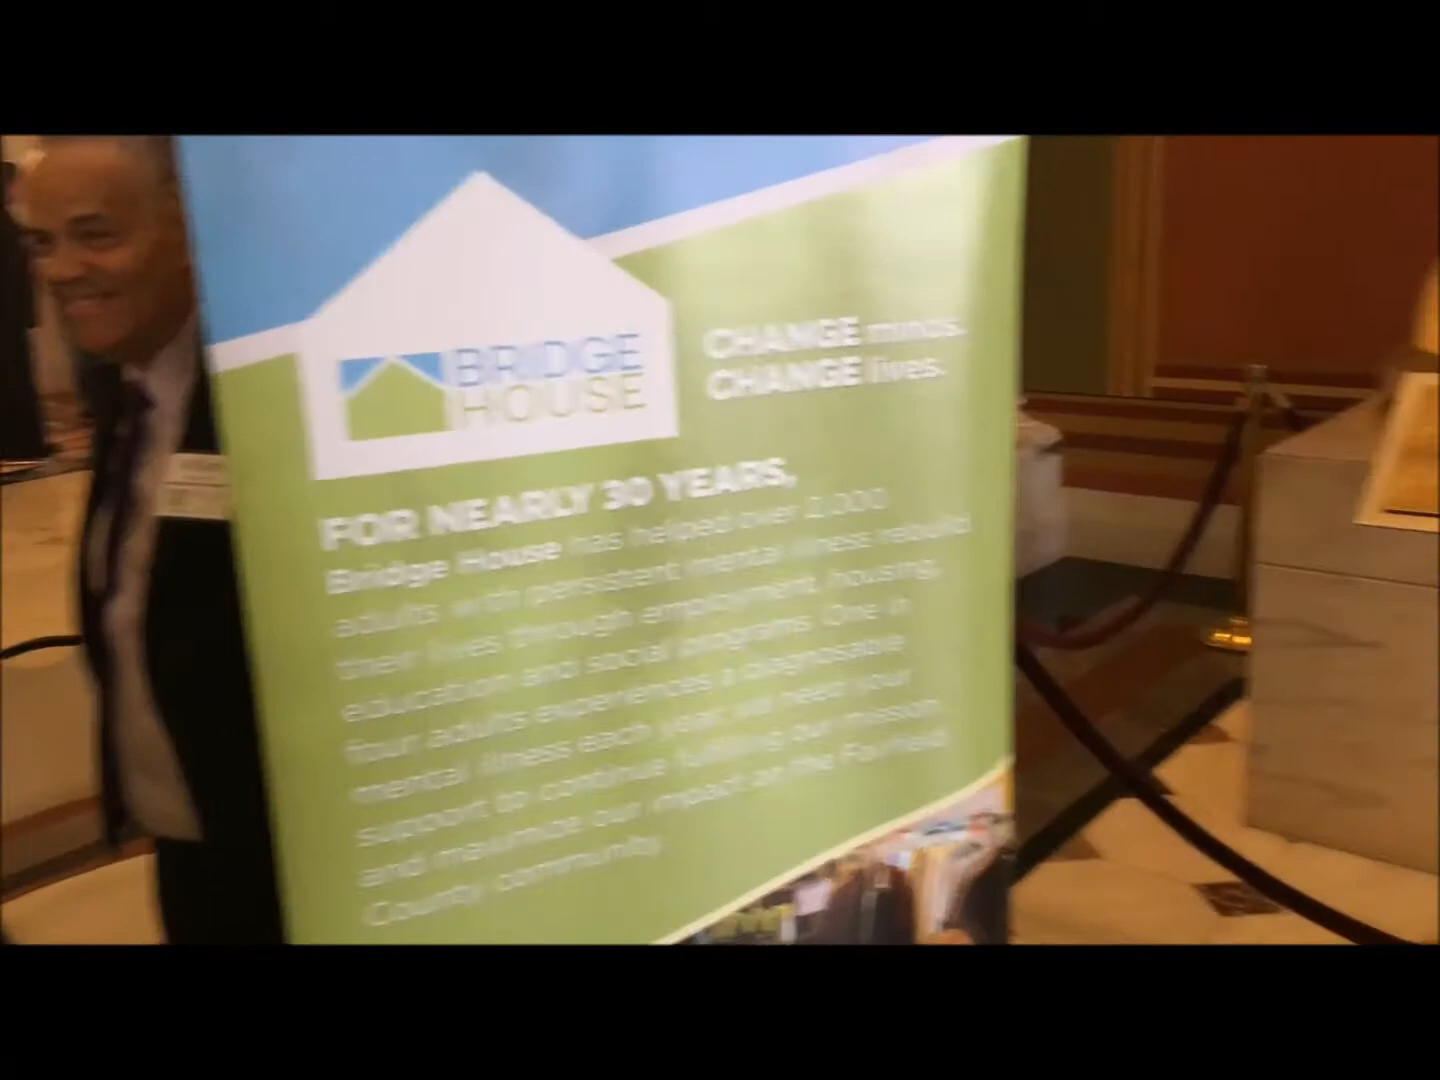 BRIDGE
HOUSE
CHANGE minds.
CHANGE lives.
FOR NEARLY 30 YEARS,
Bridge House has helped over 2,000
adults with persistent mental illness rebuild
their lives through employment, housing,
education and social programs. One in
four adults experiences a diagnosable
mental illness each year; we need your
support to continue fulfilling our mission
and maximize our impact on the Fairfield
County community.